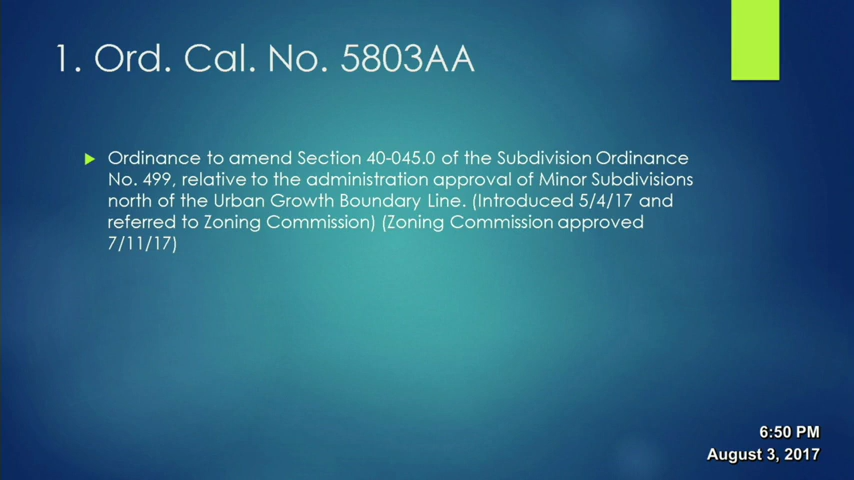 1. Ord. Cal. No. 5803AA
Ordinance to amend Section 40-045.0 of the Subdivision Ordinance
No. 499, relative to the administration approval of Minor Subdivisions
north of the Urban Growth Boundary Line. (Introduced 5/4/17 and
referred to Zoning Commission) (Zoning Commission approved
7/11/17)
6:50 PM
August 3, 2017